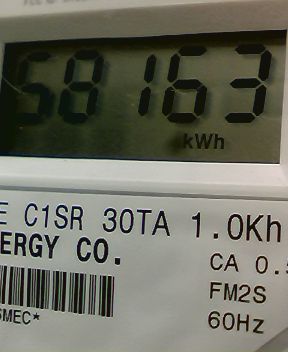 58163
kWh
E C1SR 30TA 1.0Kh
ERGY CO.
CA 0.5
FM2S
60Hz
SMEC*